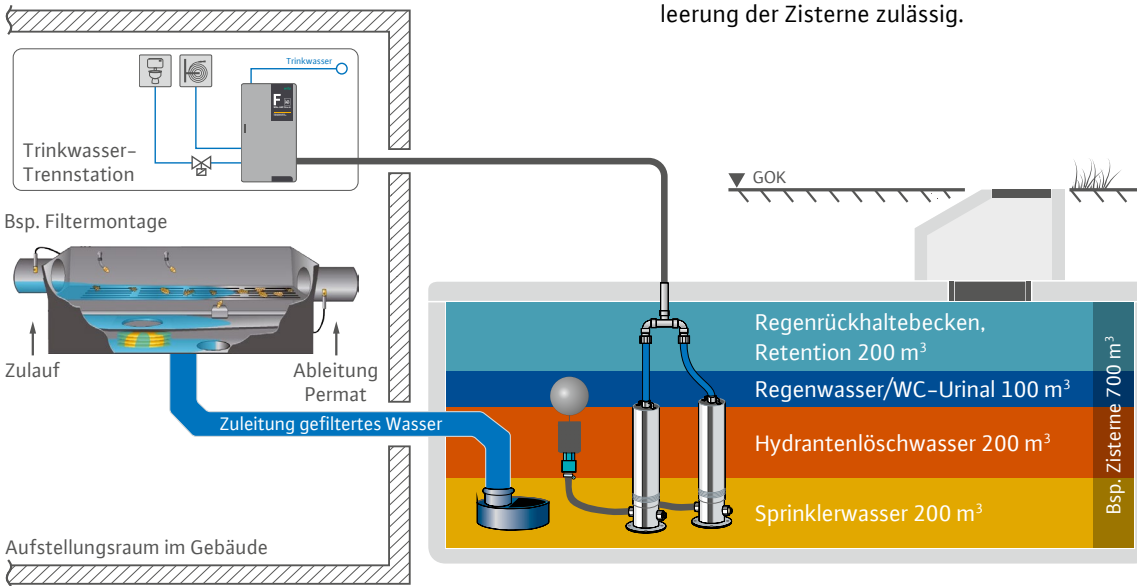 leerung der Zisterne zulässig.
Trinkwasser
F
Trinkwasser-
Trennstation
GOK
Bsp. Filtermontage
Zulauf
Ableitung
Permat
Zuleitung gefiltertes Wasser
Regenrückhaltebecken,
Retention 200 m³
Regenwasser/WC-Urinal 100 m³
Hydrantenlöschwasser 200 m³
Sprinklerwasser 200 m³
Bsp. Zisterne 700 m³
Aufstellungsraum im Gebäude